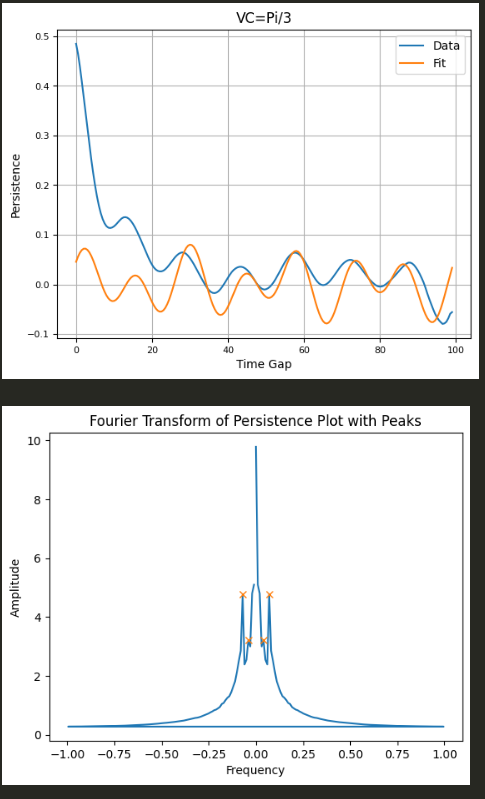 VC=Pi/3
0.5
0.4
0.3
0.2
0.1
0.0
−0.1
Persistence
Data
Fit
0 20 40 60 80 100
Time Gap
Fourier Transform of Persistence Plot with Peaks
10
8
6
4
2
0
Amplitude
−1.00 −0.75 −0.50 −0.25 0.00 0.25 0.50 0.75 1.00
Frequency